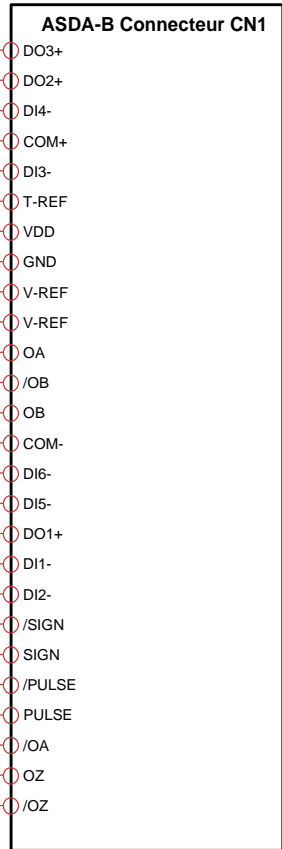 ASDA-B Connecteur CN1
DO3+
DO2+
DI4-
COM+
DI3-
T-REF
VDD
GND
V-REF
V-REF
OA
/OB
OB
COM-
DI6-
DI5-
DO1+
DI1-
DI2-
/SIGN
SIGN
/PULSE
PULSE
/OA
OZ
/OZ